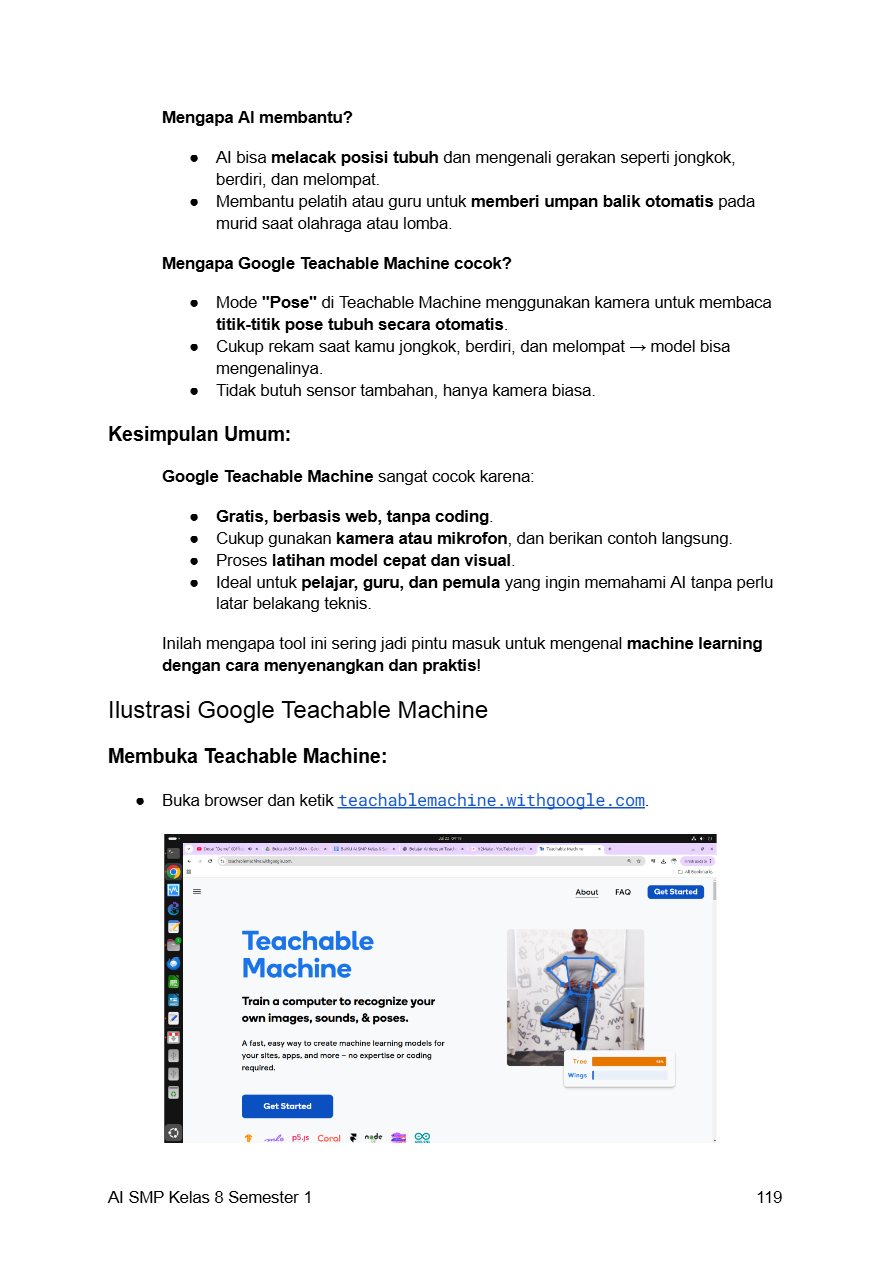 Mengapa AI membantu?
● AI bisa melacak posisi tubuh dan mengenali gerakan seperti jongkok,
berdiri, dan melompat.
● Membantu pelatih atau guru untuk memberi umpan balik otomatis pada
murid saat olahraga atau lomba.
Mengapa Google Teachable Machine cocok?
● Mode "Pose" di Teachable Machine menggunakan kamera untuk membaca
titik-titik pose tubuh secara otomatis.
● Cukup rekam saat kamu jongkok, berdiri, dan melompat → model bisa
mengenalinya.
● Tidak butuh sensor tambahan, hanya kamera biasa.
Kesimpulan Umum:
Google Teachable Machine sangat cocok karena:
● Gratis, berbasis web, tanpa coding.
● Cukup gunakan kamera atau mikrofon, dan berikan contoh langsung.
● Proses latihan model cepat dan visual.
● Ideal untuk pelajar, guru, dan pemula yang ingin memahami AI tanpa perlu
latar belakang teknis.
Inilah mengapa tool ini sering jadi pintu masuk untuk mengenal machine learning
dengan cara menyenangkan dan praktis!
Ilustrasi Google Teachable Machine
Membuka Teachable Machine:
● Buka browser dan ketik teachablemachine.withgoogle.com.
Teachable Machine
teachablemachine.withgoogle.com
All Bookmarks
About FAQ Get Started
Teachable
Machine
Train a computer to recognize your
own images, sounds, & poses.
A fast, easy way to create machine learning models for
your sites, apps, and more – no expertise or coding
required.
Tree
Wings
Get Started
p5.js Coral node
AI SMP Kelas 8 Semester 1 119